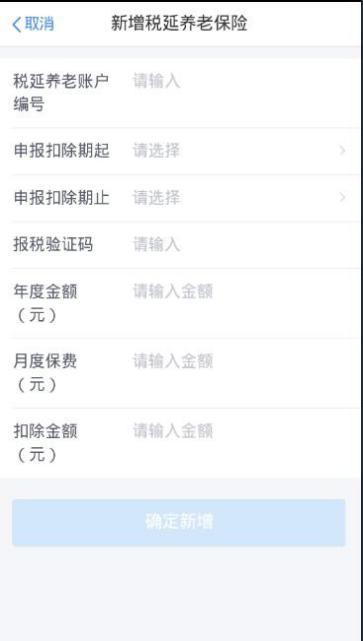 取消 新增税延养老保险
税延养老账户 请输入
编号
申报扣除期起 请选择
申报扣除期止 请选择
报税验证码 请输入
年度金额 请输入金额
（元）
月度保费 请输入金额
（元）
扣除金额 请输入金额
（元）
确定新增